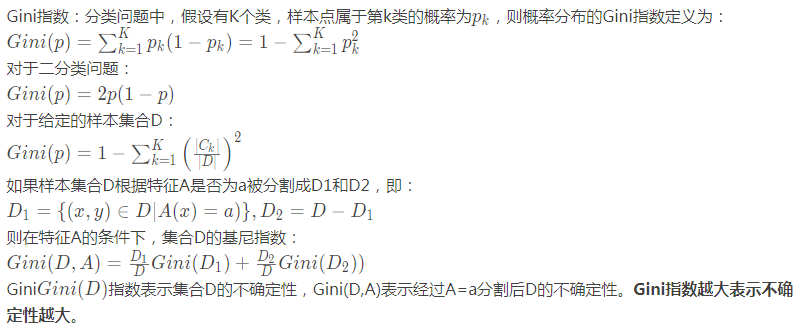 Gini指数：分类问题中，假设有K个类，样本点属于第k类的概率为$p_k$，则概率分布的Gini指数定义为：
$Gini(p) = \sum_{k=1}^{K} p_k(1-p_k) = 1 - \sum_{k=1}^{K} p_k^2$
对于二分类问题：
$Gini(p) = 2p(1-p)$
对于给定的样本集合D：
$Gini(p) = 1 - \sum_{k=1}^{K} \left(\frac{|C_k|}{|D|}\right)^2$
如果样本集合D根据特征A是否为a被分割成D1和D2，即：
$D_1 = \{(x,y) \in D | A(x) = a)\}, D_2 = D - D_1$
则在特征A的条件下，集合D的基尼指数：
$Gini(D,A) = \frac{D_1}{D} Gini(D_1) + \frac{D_2}{D} Gini(D_2))$
Gini$Gini(D)$指数表示集合D的不确定性，Gini(D,A)表示经过A=a分割后D的不确定性。Gini指数越大表示不确
定性越大。